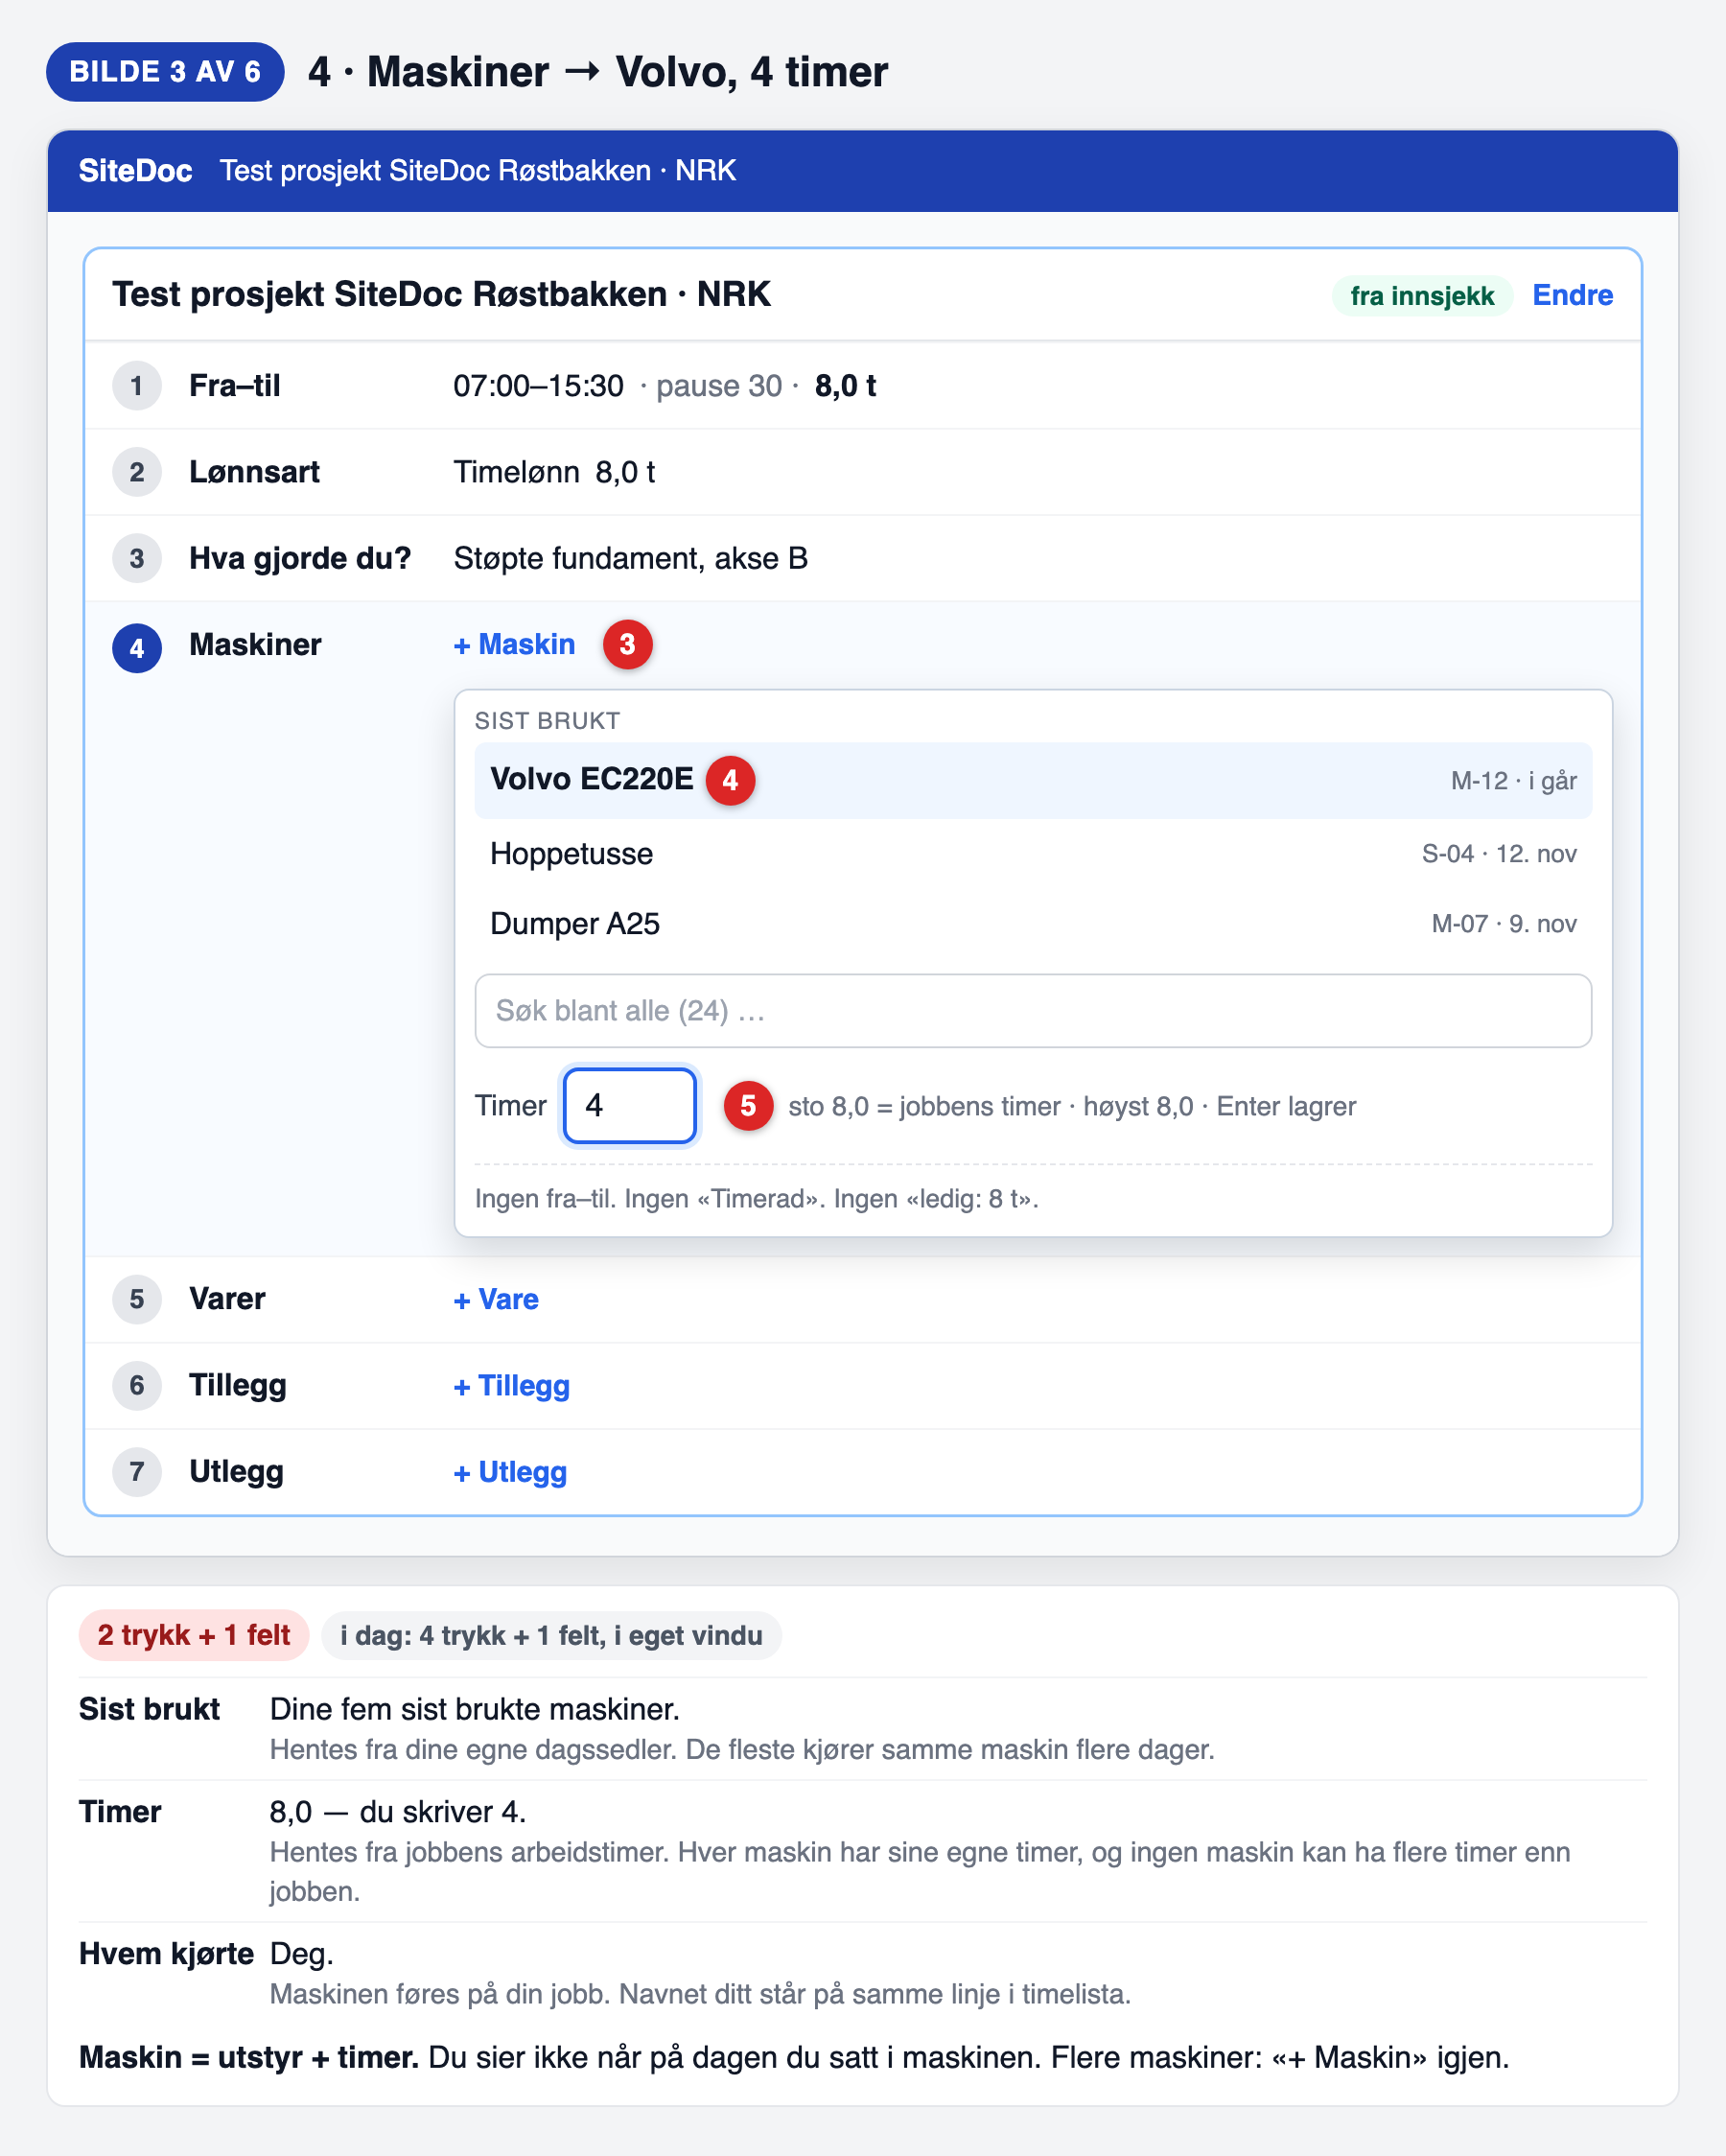 BILDE 3 AV 6 4 · Maskiner → Volvo, 4 timer
SiteDoc Test prosjekt SiteDoc Røstbakken · NRK
Test prosjekt SiteDoc Røstbakken · NRK fra innsjekk Endre
1 Fra–til 07:00–15:30 · pause 30 · 8,0 t
2 Lønnsart Timelønn 8,0 t
3 Hva gjorde du? Støpte fundament, akse B
4 Maskiner + Maskin 3
SIST BRUKT
Volvo EC220E 4 M-12 · i går
Hoppetusse S-04 · 12. nov
Dumper A25 M-07 · 9. nov
Søk blant alle (24) …
Timer 4 5 sto 8,0 = jobbens timer · høyst 8,0 · Enter lagrer
Ingen fra–til. Ingen «Timerad». Ingen «ledig: 8 t».
5 Varer + Vare
6 Tillegg + Tillegg
7 Utlegg + Utlegg
2 trykk + 1 felt i dag: 4 trykk + 1 felt, i eget vindu
Sist brukt Dine fem sist brukte maskiner.
Hentes fra dine egne dagssedler. De fleste kjører samme maskin flere dager.
Timer 8,0 — du skriver 4.
Hentes fra jobbens arbeidstimer. Hver maskin har sine egne timer, og ingen maskin kan ha flere timer enn
jobben.
Hvem kjørte Deg.
Maskinen føres på din jobb. Navnet ditt står på samme linje i timelista.
Maskin = utstyr + timer. Du sier ikke når på dagen du satt i maskinen. Flere maskiner: «+ Maskin» igjen.